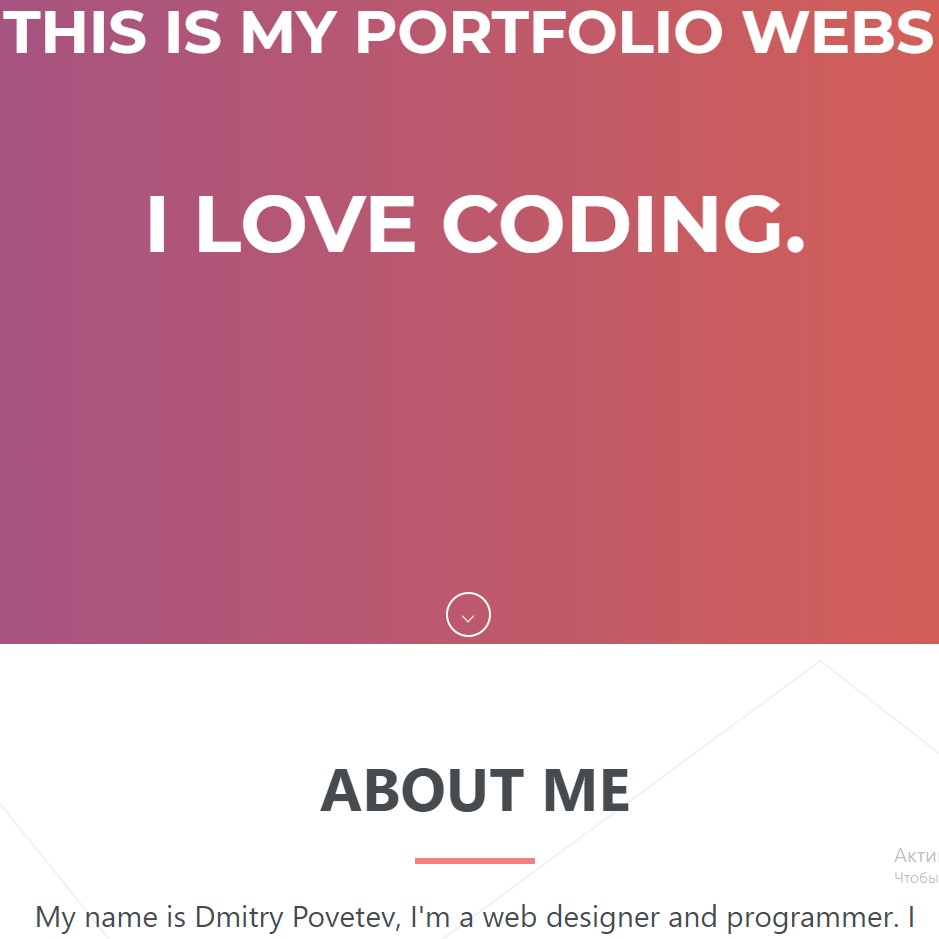 THIS IS MY PORTFOLIO WEBS
I LOVE CODING.
ABOUT ME
Акти
Чтобы
My name is Dmitry Povetev, I'm a web designer and programmer. I